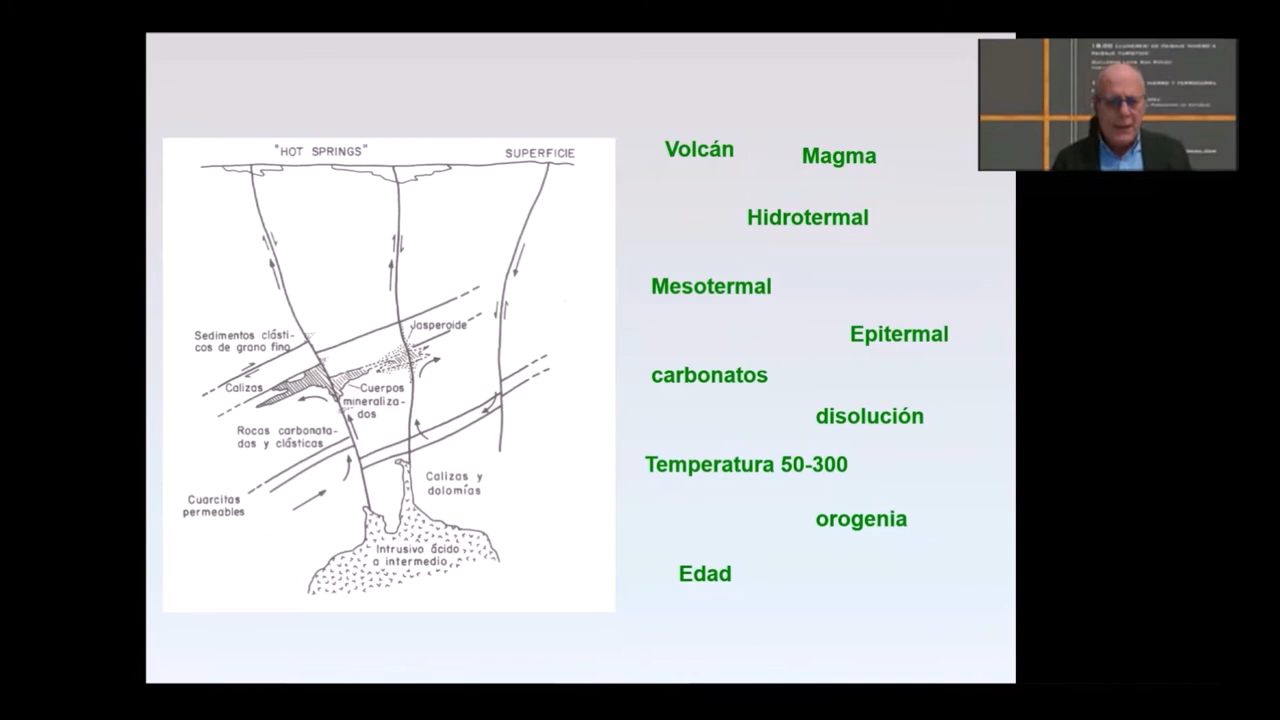 "HOT SPRINGS"
SUPERFICIE
Sedimentos clásti-
cos de grano fino
Jasperoide
Calizas
Cuerpos
mineraliza-
dos
Rocas carbonata-
das y clásticas
Calizas y
dolomías
Cuarcitas
permeables
Intrusivo ácido
a intermedio
Volcán
Magma
Hidrotermal
Mesotermal
Epitermal
carbonatos
disolución
Temperatura 50-300
orogenia
Edad